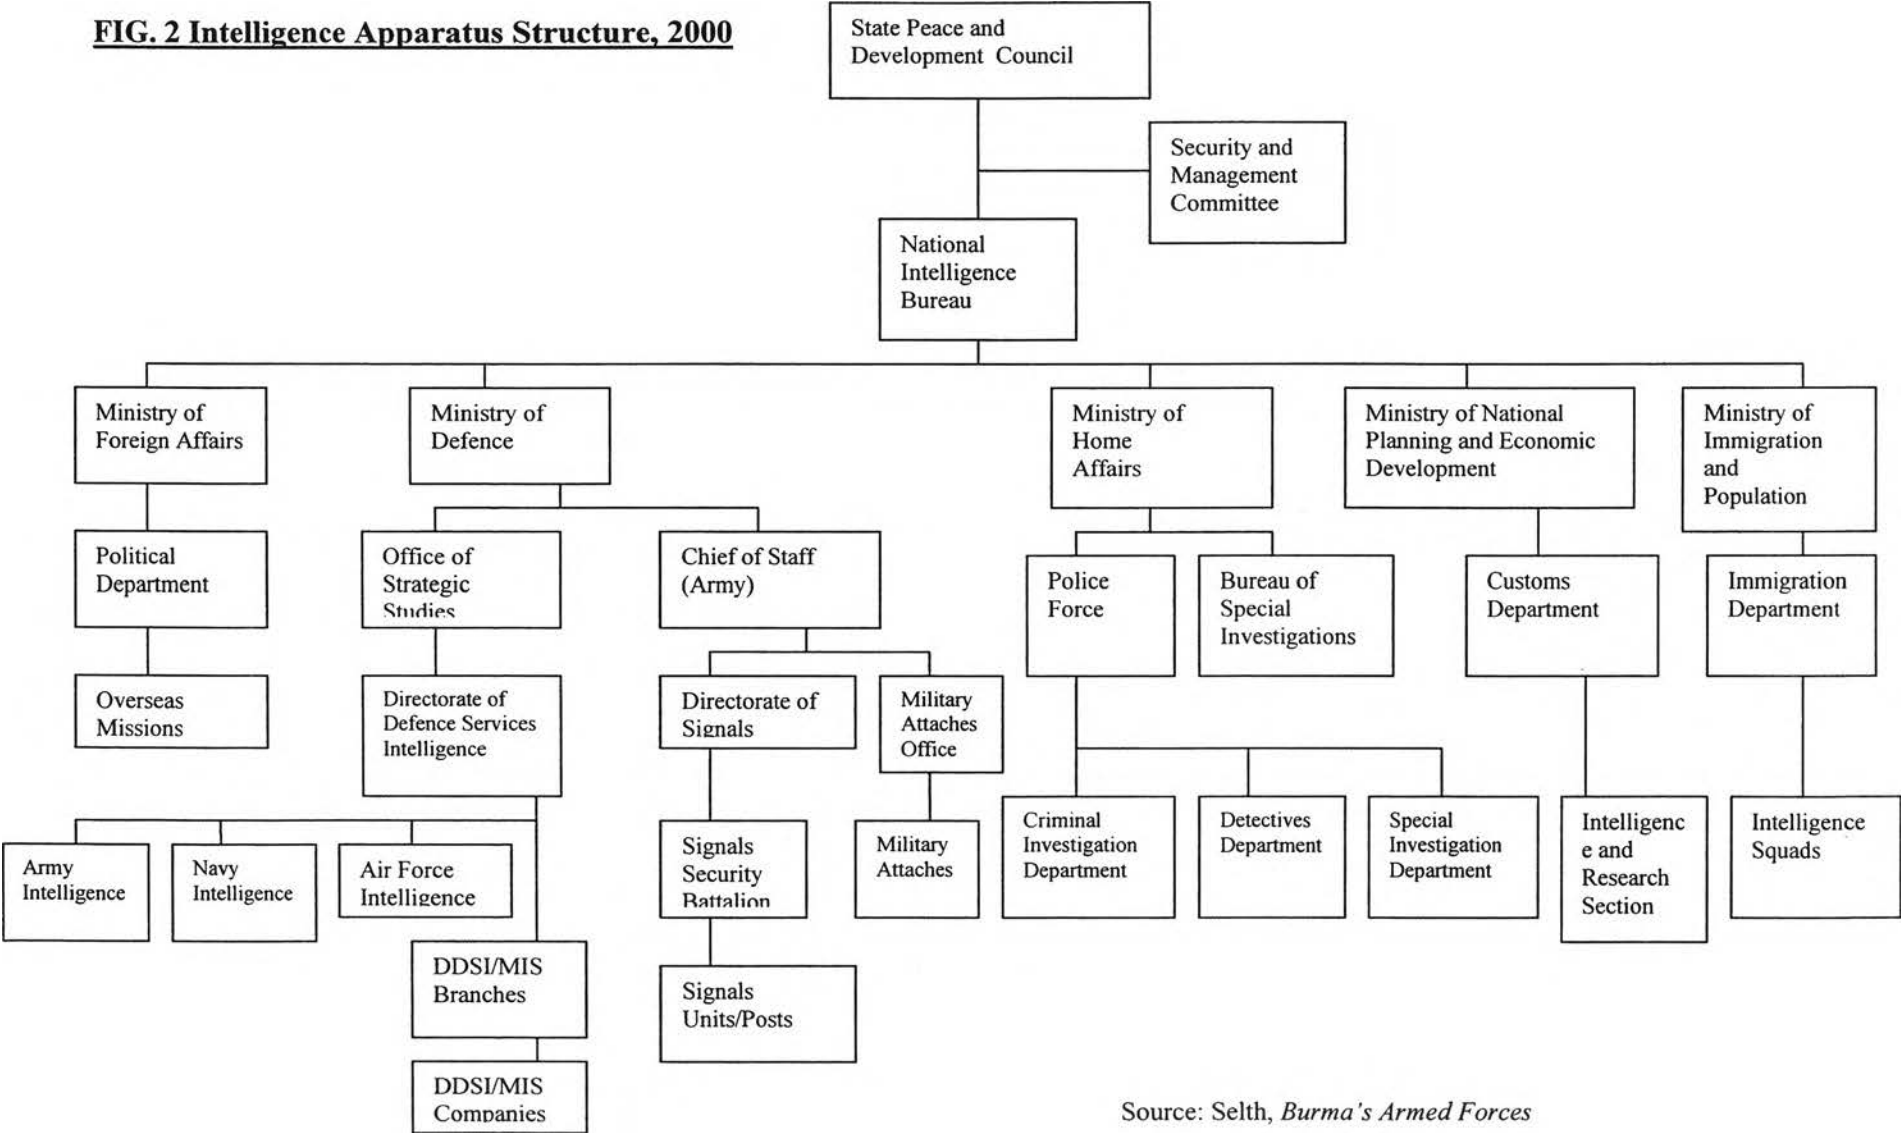 FIG. 2 Intelligence Apparatus Structure, 2000
State Peace and
Development Council
Security and
Management
Committee
National
Intelligence
Bureau
Ministry of
Foreign Affairs
Ministry of
Defence
Ministry of
Home
Affairs
Ministry of National
Planning and Economic
Development
Ministry of
Immigration
and
Population
Political
Department
Office of
Strategic
Studies
Chief of Staff
(Army)
Police
Force
Bureau of
Special
Investigations
Customs
Department
Immigration
Department
Overseas
Missions
Directorate of
Defence Services
Intelligence
Directorate of
Signals
Military
Attaches
Office
Army
Intelligence
Navy
Intelligence
Air Force
Intelligence
Signals
Security
Battalion
Military
Attaches
Criminal
Investigation
Department
Detectives
Department
Special
Investigation
Department
Intelligenc
e and
Research
Section
Intelligence
Squads
DDSI/MIS
Branches
Signals
Units/Posts
DDSI/MIS
Companies
Source: Selth, Burma's Armed Forces